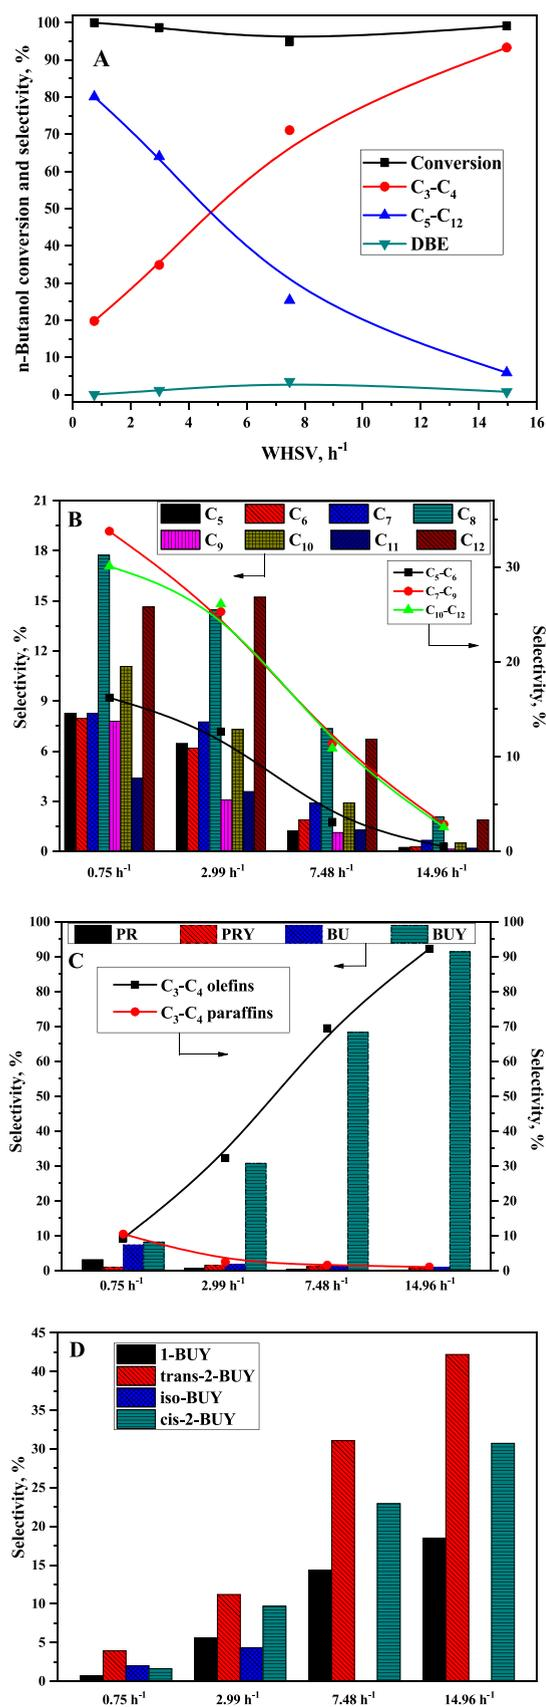 A
n-Butanol conversion and selectivity, %
100
90
80
70
60
50
40
30
20
10
0
Conversion
C₃-C₄
C₅-C₁₂
DBE
0 2 4 6 8 10 12 14 16
WHSV, h⁻¹
B
Selectivity, %
21
18
15
12
9
6
3
0
C₅ C₆ C₇ C₈
C₉ C₁₀ C₁₁ C₁₂
C₅-C₆
C₇-C₉
C₁₀-C₁₂
30
20
10
0
Selectivity, %
0.75 h⁻¹ 2.99 h⁻¹ 7.48 h⁻¹ 14.96 h⁻¹
C
Selectivity, %
100
90
80
70
60
50
40
30
20
10
0
PR PRY BU BUY
C₃-C₄ olefins
C₃-C₄ paraffins
100
90
80
70
60
50
40
30
20
10
0
Selectivity, %
0.75 h⁻¹ 2.99 h⁻¹ 7.48 h⁻¹ 14.96 h⁻¹
D
Selectivity, %
45
40
35
30
25
20
15
10
5
0
1-BUY
trans-2-BUY
iso-BUY
cis-2-BUY
0.75 h⁻¹ 2.99 h⁻¹ 7.48 h⁻¹ 14.96 h⁻¹